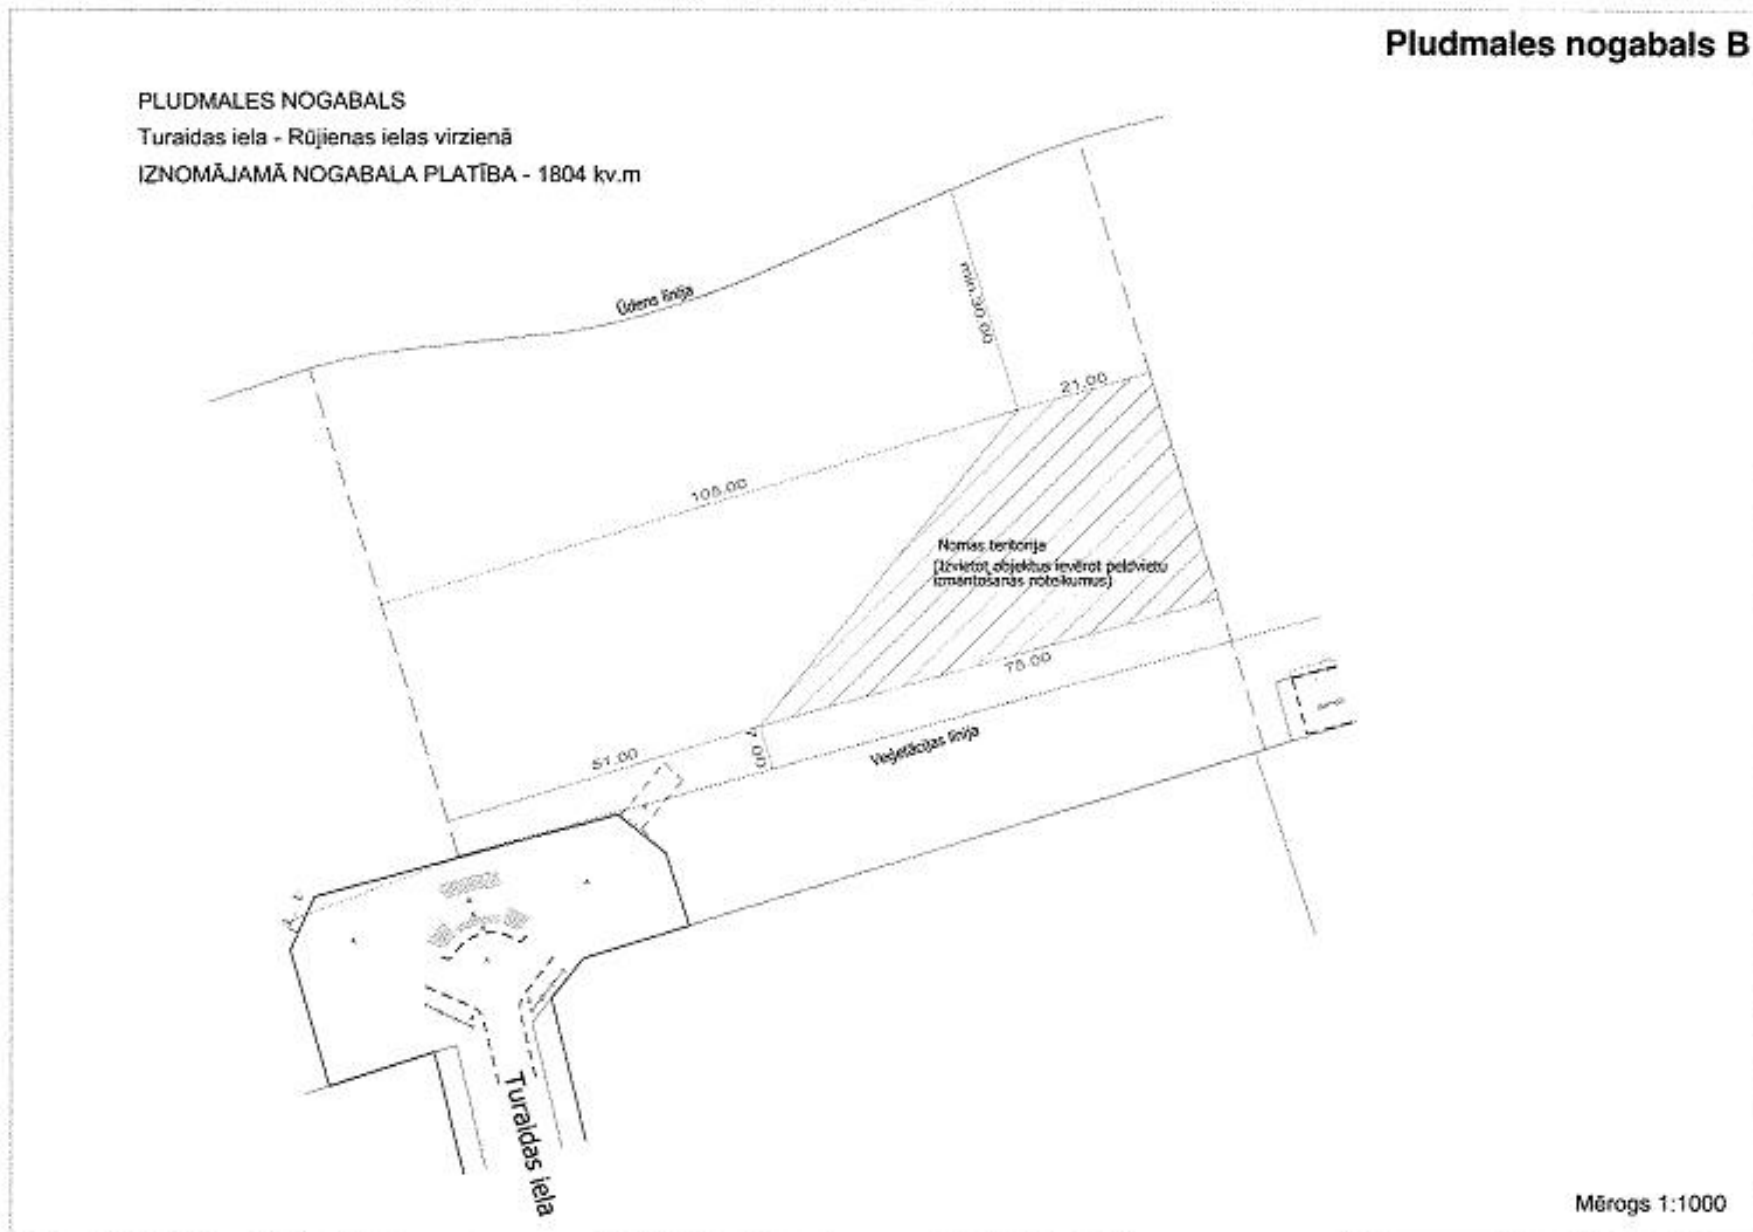 Pludmales nogabals B
PLUDMALES NOGABALS
Turaidas iela - Rūjienas ielas virzienā
IZNOMĀJAMĀ NOGABALA PLATĪBA - 1804 kv.m
Ūdens līnija
min.30.00
21.00
105.00
Nomas teritorija
(Izvietot objektus ievērot peldvietu
izmantošanas noteikumus)
75.00
51.00
7.00
Veģetācijas līnija
Turaidas iela
Mērogs 1:1000